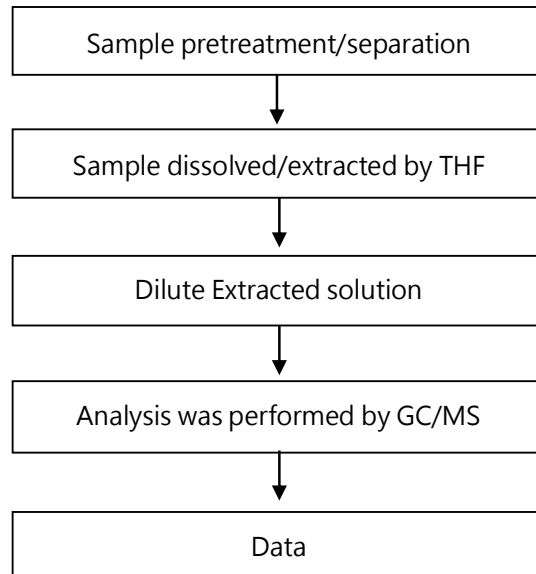 Sample pretreatment/separation
Sample dissolved/extracted by THF
Dilute Extracted solution
Analysis was performed by GC/MS
Data